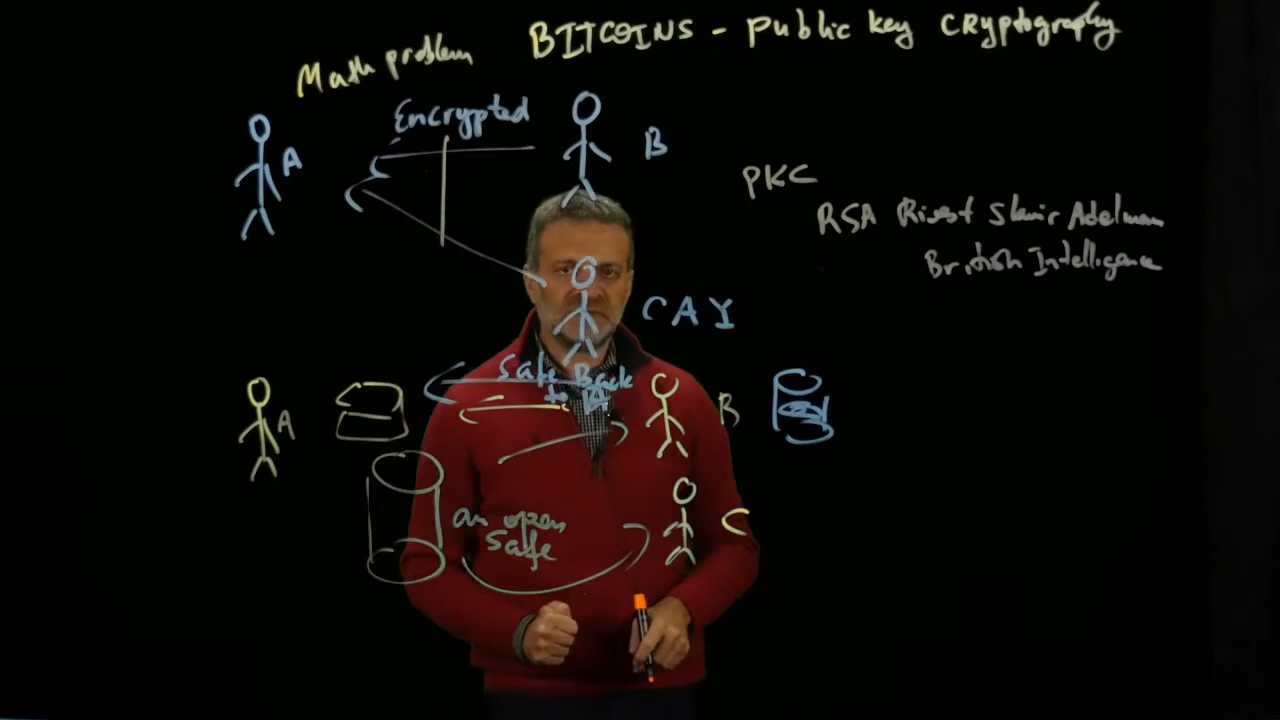 Math problem BITCOINS - Public key CRyptography
Encrypted
A
B
PKC
RSA Rivest Shamir Adelman
British Intelligence
C A Y
Safe Back
to A
A
B
an open
safe
C